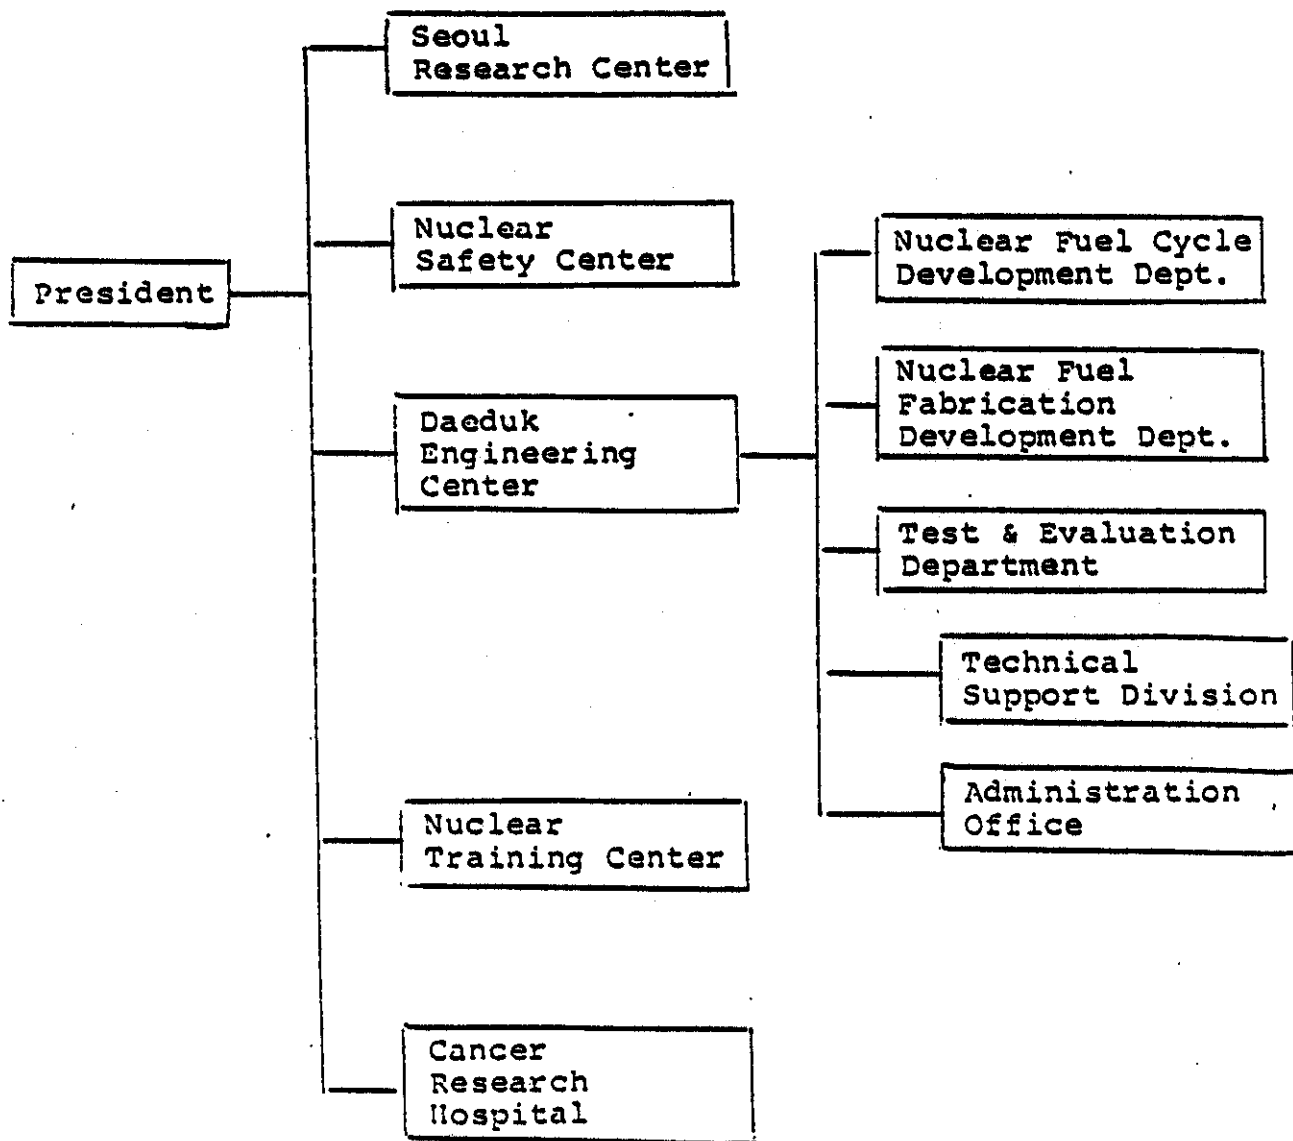 Seoul
Research Center
Nuclear
Safety Center
President
Daeduk
Engineering
Center
Nuclear
Training Center
Cancer
Research
Hospital
Nuclear Fuel Cycle
Development Dept.
Nuclear Fuel
Fabrication
Development Dept.
Test & Evaluation
Department
Technical
Support Division
Administration
Office